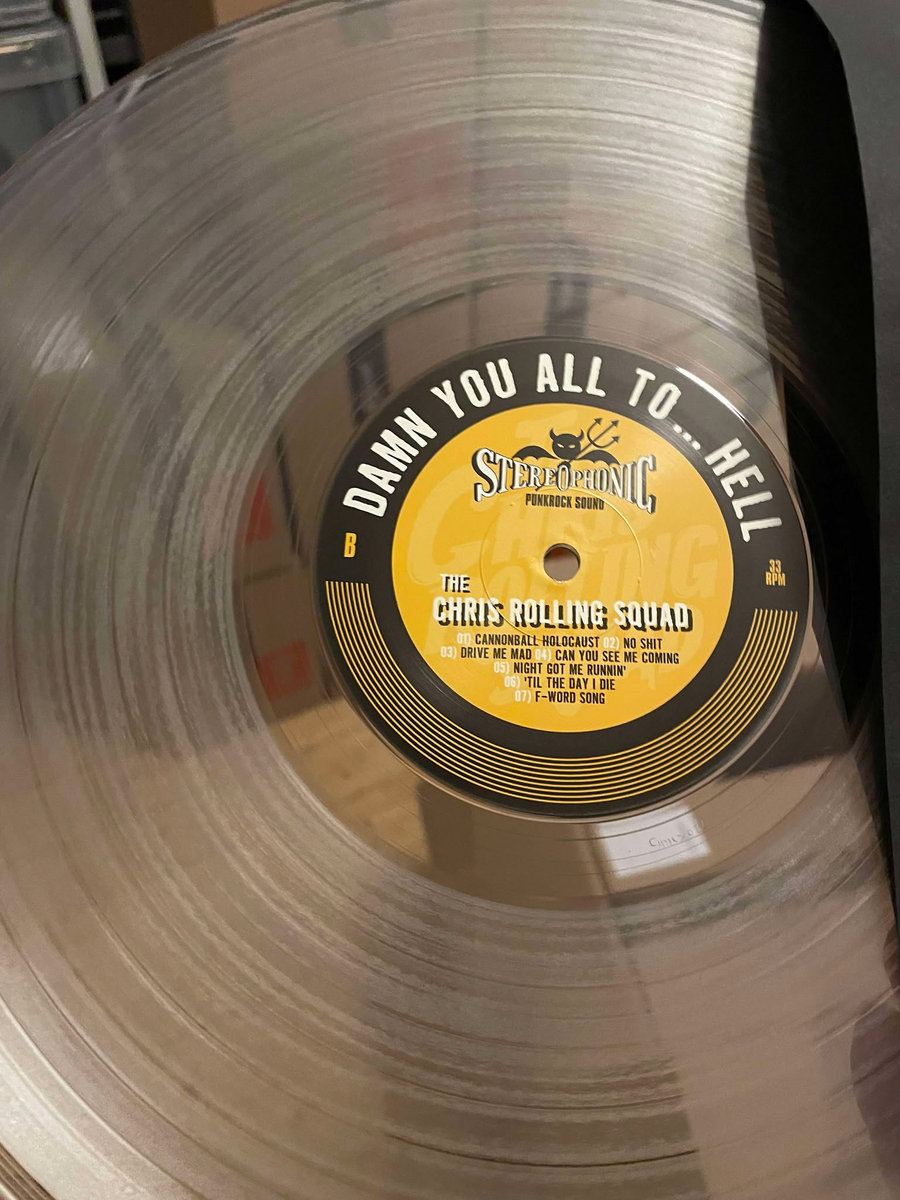 DAMN YOU ALL TO... HELL
STEREOPHONIC
PUNKROCK SOUND
B
33
RPM
THE
CHRIS ROLLING SQUAD
01) CANNONBALL HOLOCAUST 02) NO SHIT
03) DRIVE ME MAD 04) CAN YOU SEE ME COMING
05) NIGHT GOT ME RUNNIN'
06) 'TIL THE DAY I DIE
07) F-WORD SONG